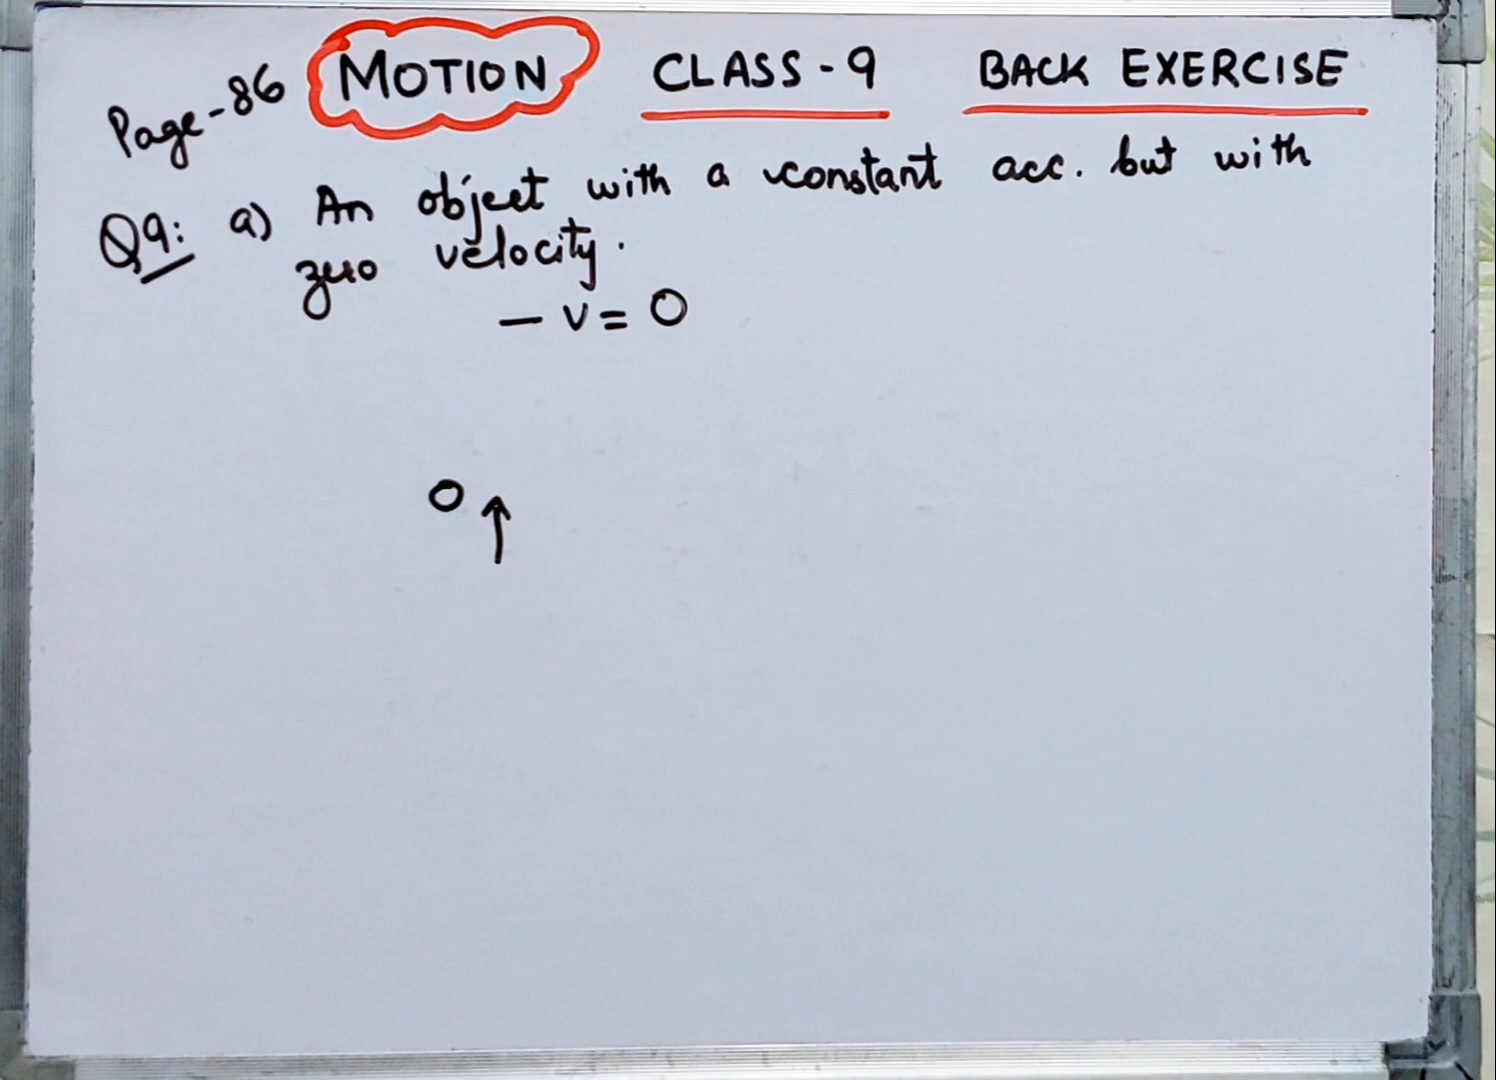 Page-86 MOTION CLASS-9 BACK EXERCISE
Q9: a) An object with a constant acc. but with
zero velocity.
- v = 0